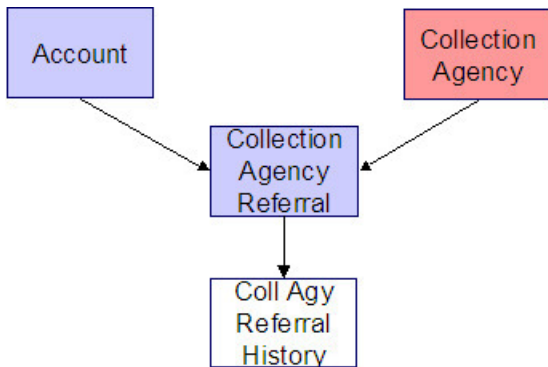 Account
Collection
Agency
Collection
Agency
Referral
Coll Agy
Referral
History